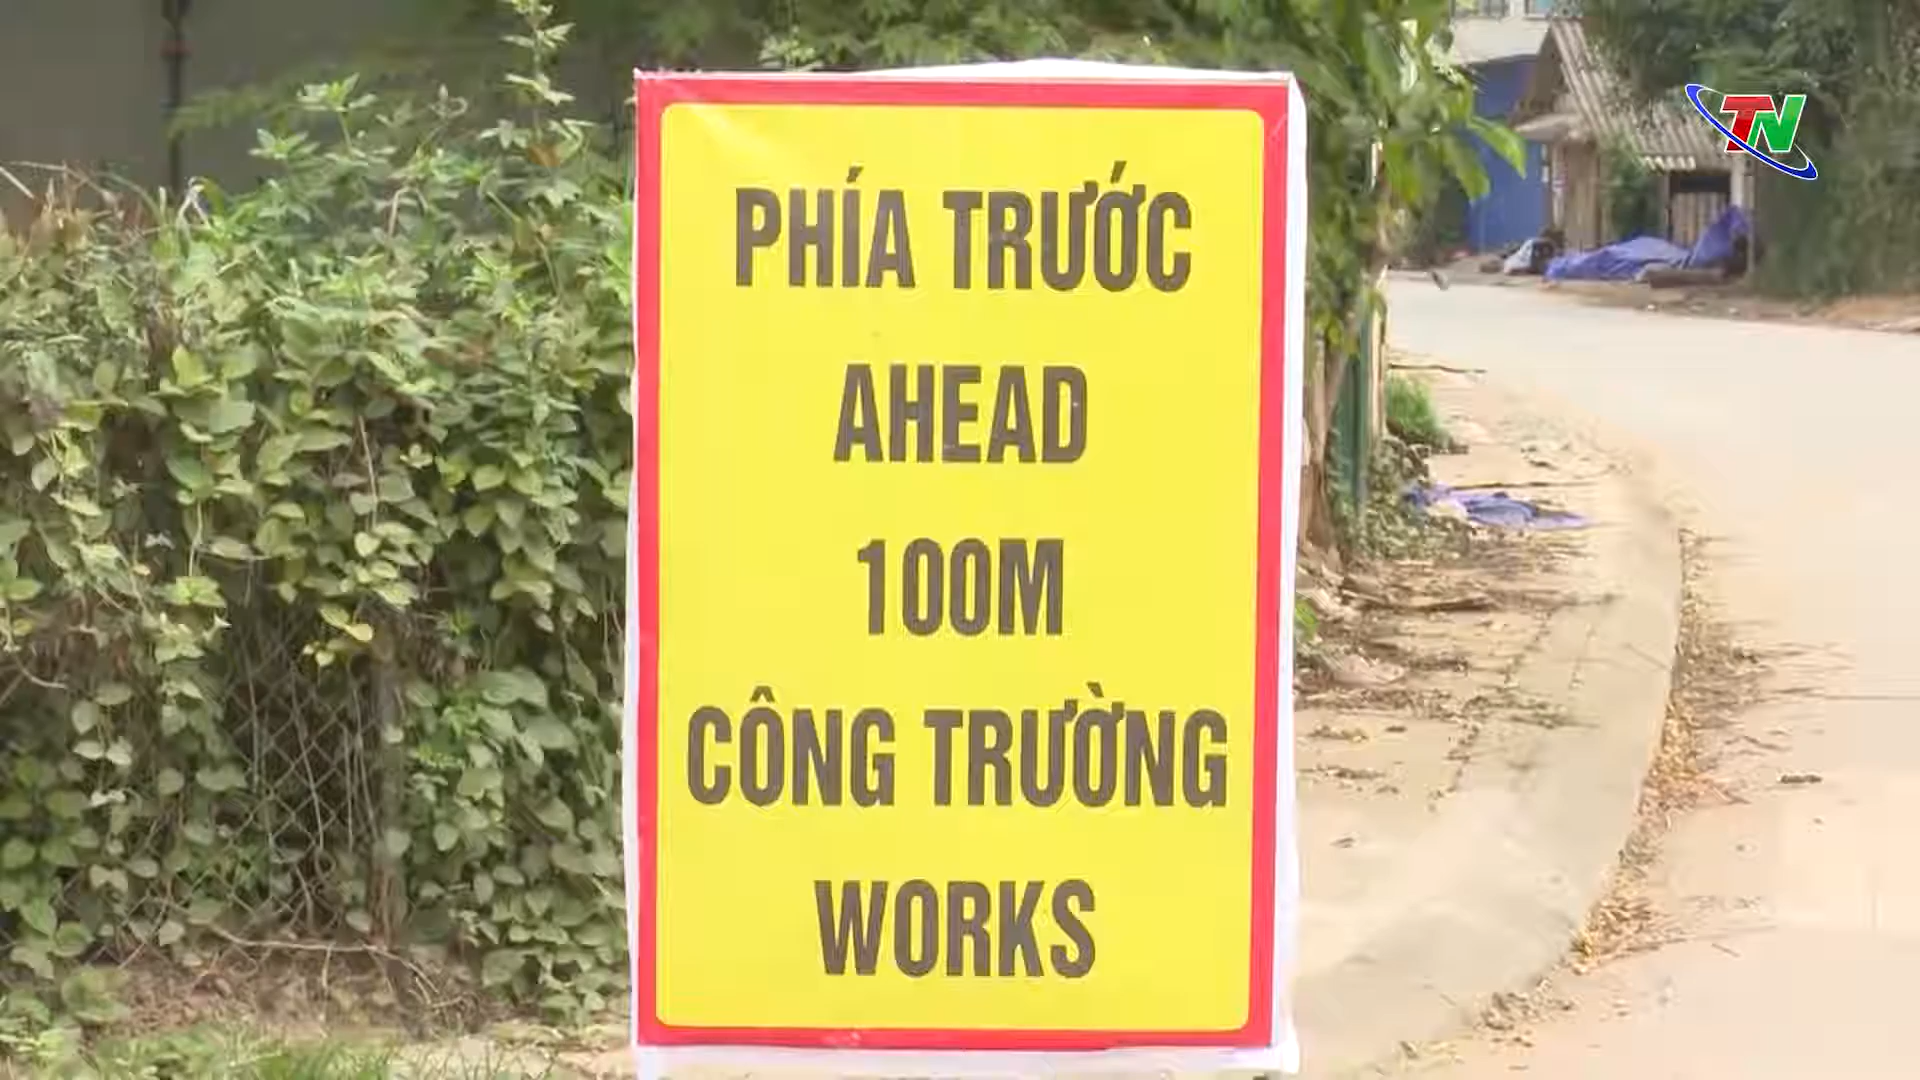 TN
PHÍA TRƯỚC
AHEAD
100M
CÔNG TRƯỜNG
WORKS